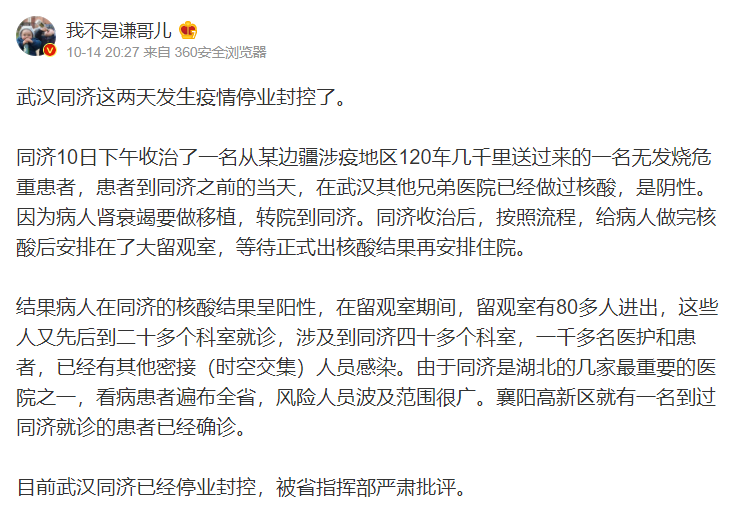 我不是谦哥儿
10-14 20:27 来自 360安全浏览器
武汉同济这两天发生疫情停业封控了。
同济10日下午收治了一名从某边疆涉疫地区120车几千里送过来的一名无发烧危
重患者，患者到同济之前的当天，在武汉其他兄弟医院已经做过核酸，是阴性。
因为病人肾衰竭要做移植，转院到同济。同济收治后，按照流程，给病人做完核
酸后安排在了大留观室，等待正式出核酸结果再安排住院。
结果病人在同济的核酸结果呈阳性，在留观室期间，留观室有80多人进出，这些
人又先后到二十多个科室就诊，涉及到同济四十多个科室，一千多名医护和患
者，已经有其他密接（时空交集）人员感染。由于同济是湖北的几家最重要的医
院之一，看病患者遍布全省，风险人员波及范围很广。襄阳高新区就有一名到过
同济就诊的患者已经确诊。
目前武汉同济已经停业封控，被省指挥部严肃批评。